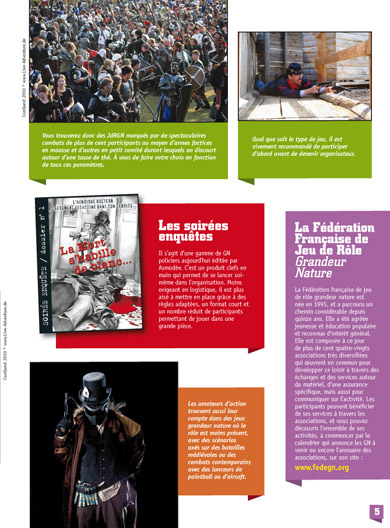 ConQuest 2010 © www.Live-Adventure.de
Vous trouverez donc des JdRGN marqués par de spectaculaires
combats de plus de cent participants au moyen d'armes factices
en mousse et d'autres en petit comité durant lesquels on discourt
autour d'une tasse de thé. À vous de faire votre choix en fonction
de tous ces paramètres.
Quel que soit le type de jeu, il est
vivement recommandé de participer
d'abord avant de devenir organisateur.
SOIRÉE ENQUÊTE / dossier n° 1
La Mort
s'habille
de blanc...
Les soirées
enquêtes
Il s'agit d'une gamme de GN
policiers aujourd'hui éditée par
Asmodée. C'est un produit clefs en
main qui permet de se lancer soi-
même dans l'organisation. Moins
exigeant en logistique, il est plus
aisé à mettre en place grâce à des
règles adaptées, un format court et
un nombre réduit de participants
permettant de jouer dans une
grande pièce.
ConQuest 2010 © www.Live-Adventure.de
Les amateurs d'action
trouvent aussi leur
compte dans des jeux
grandeur nature où le
rôle est moins présent,
avec des scénarios
axés sur des batailles
médiévales ou des
combats contemporains
avec des lanceurs de
paintball ou d'airsoft.
La Fédération
Française de
Jeu de Rôle
Grandeur
Nature
La Fédération française de jeu
de rôle grandeur nature est
née en 1995, et a parcouru un
chemin considérable depuis
quinze ans. Elle a été agréée
jeunesse et éducation populaire
et reconnue d'intérêt général.
Elle est composée à ce jour
de plus de cent quatre-vingts
associations très diversifiées
qui œuvrent en commun pour
développer ce loisir à travers des
échanges et des services autour
du matériel, d'une assurance
spécifique, mais aussi pour
communiquer sur l'activité. Les
participants peuvent bénéficier
de ses services à travers les
associations, et vous pouvez
découvrir l'ensemble de ses
activités, à commencer par le
calendrier qui annonce les GN à
venir ou encore l'annuaire des
associations, sur son site :
www.fedegn.org
5